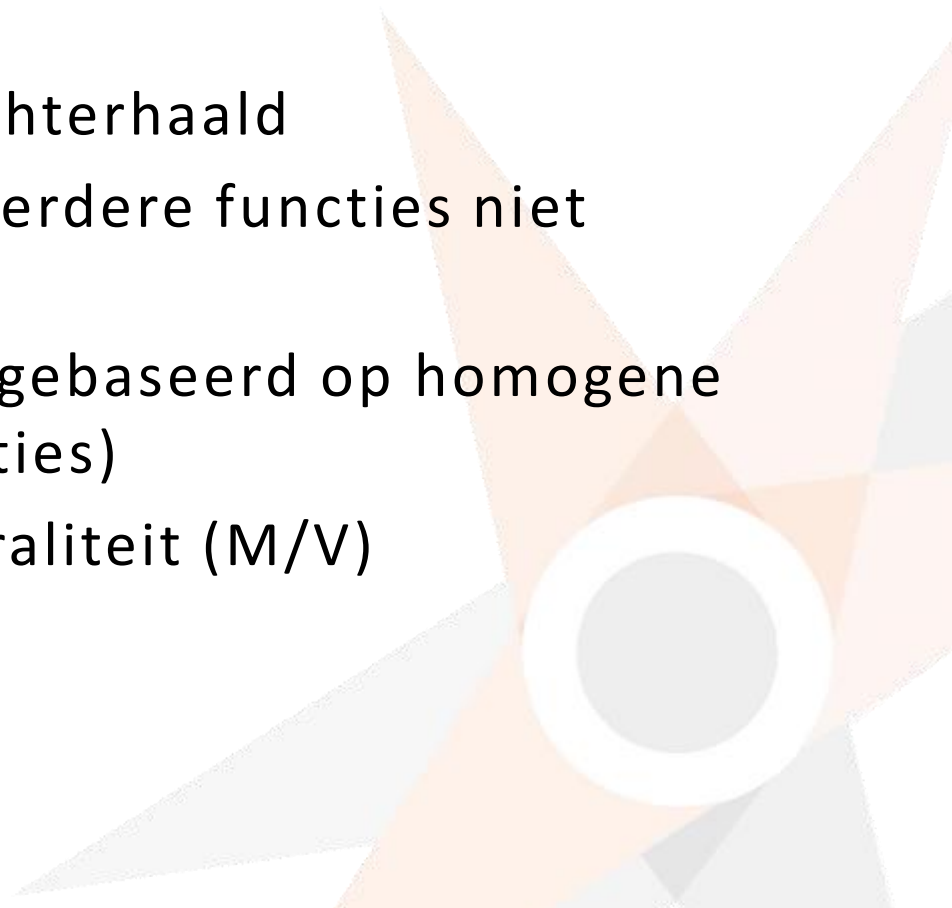 hterhaald
erdere functies niet
gebaseerd op homogene
ties)
raliteit (M/V)